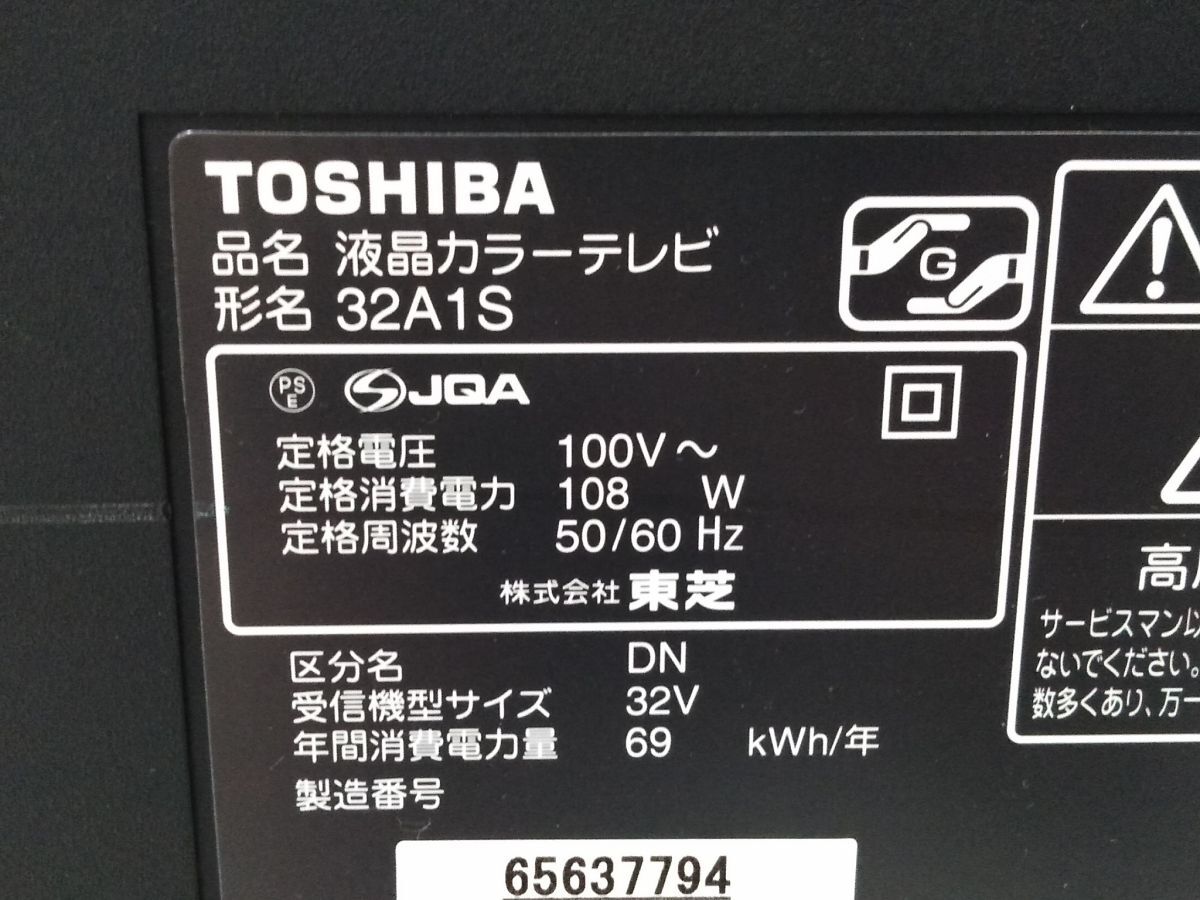 TOSHIBA
品名 液晶カラーテレビ
形名 32A1S
G
PS
E
JQA
定格電圧 100V～
定格消費電力 108 W
定格周波数 50/60 Hz
株式会社 東芝
区分名 DN
受信機型サイズ 32V
年間消費電力量 69 kWh/年
製造番号
65637794
高
サービスマン以
ないでください。
数多くあり、万一